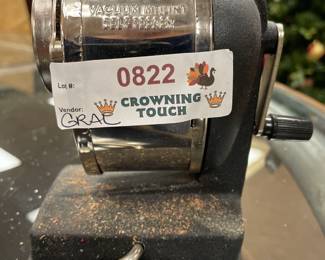 VACUUM MOUNT
Lot #:
0822
Vendor:
GRAE
CROWNING
TOUCH